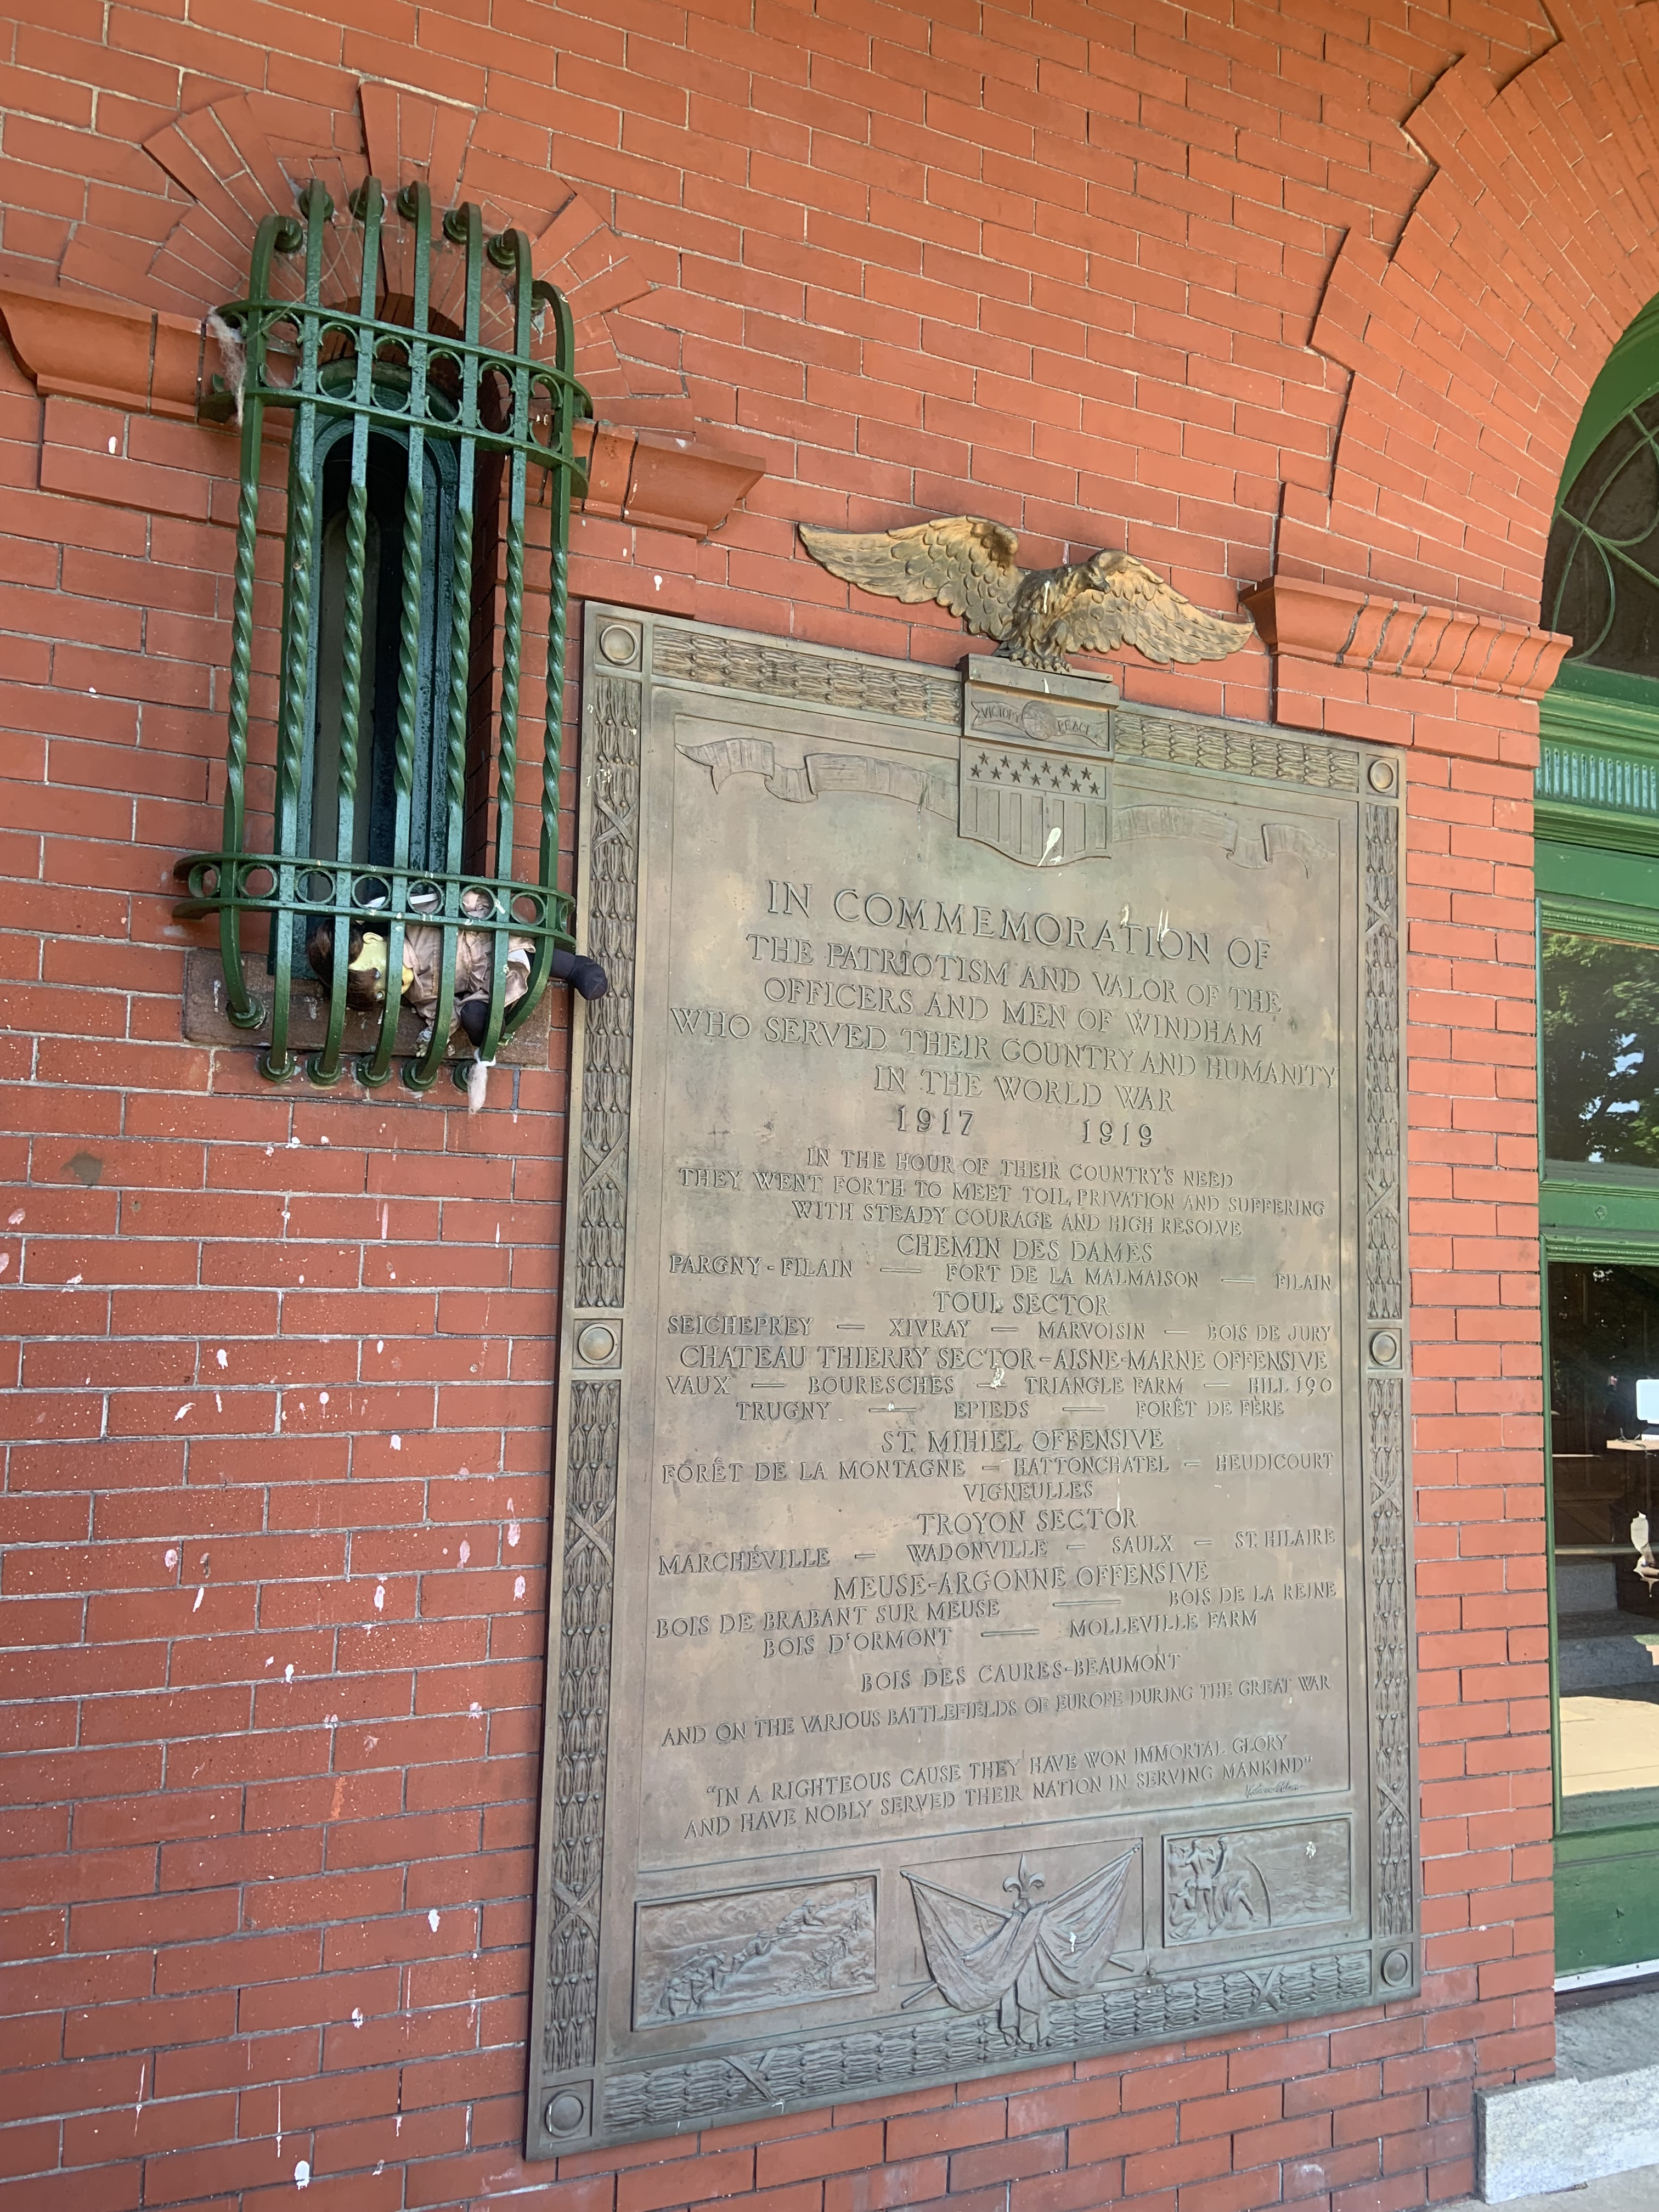 VICTORY PEACE
IN COMMEMORATION OF
THE PATRIOTISM AND VALOR OF THE
OFFICERS AND MEN OF WINDHAM
WHO SERVED THEIR COUNTRY AND HUMANITY
IN THE WORLD WAR
1917 1919
IN THE HOUR OF THEIR COUNTRY'S NEED
THEY WENT FORTH TO MEET TOIL, PRIVATION AND SUFFERING
WITH STEADY COURAGE AND HIGH RESOLVE
CHEMIN DES DAMES
PARGNY-FILAIN — FORT DE LA MALMAISON — FILAIN
TOUL SECTOR
SEICHEPREY — XIVRAY — MARVOISIN — BOIS DE JURY
CHATEAU THIERRY SECTOR-AISNE-MARNE OFFENSIVE
VAUX — BOURESCHES — TRIANGLE FARM — HILL 190
TRUGNY — EPIEDS — FORÊT DE FÈRE
ST. MIHIEL OFFENSIVE
FÓRÊT DE LA MONTAGNE — HATTONCHATEL — HEUDICOURT
VIGNEULLES
TROYON SECTOR
MARCHÉVILLE — WADONVILLE — SAULX — ST. HILAIRE
MEUSE-ARGONNE OFFENSIVE
BOIS DE BRABANT SUR MEUSE — BOIS DE LA REINE
BOIS D'ORMONT — MOLLEVILLE FARM
BOIS DES CAURES-BEAUMONT
AND ON THE VARIOUS BATTLEFIELDS OF EUROPE DURING THE GREAT WAR
"IN A RIGHTEOUS CAUSE THEY HAVE WON IMMORTAL GLORY
AND HAVE NOBLY SERVED THEIR NATION IN SERVING MANKIND"